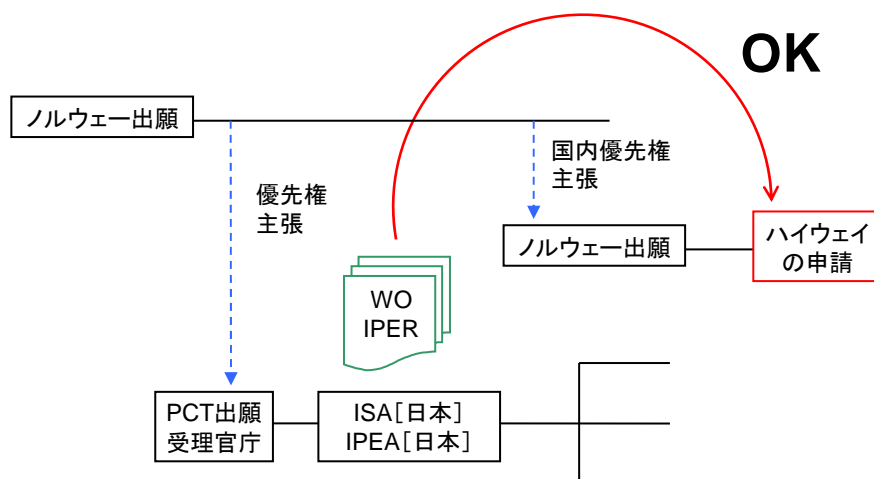 OK
ノルウェー出願
優先権
主張
国内優先権
主張
ノルウェー出願
ハイウェイ
の申請
WO
IPER
PCT出願
受理官庁
ISA[日本]
IPEA[日本]